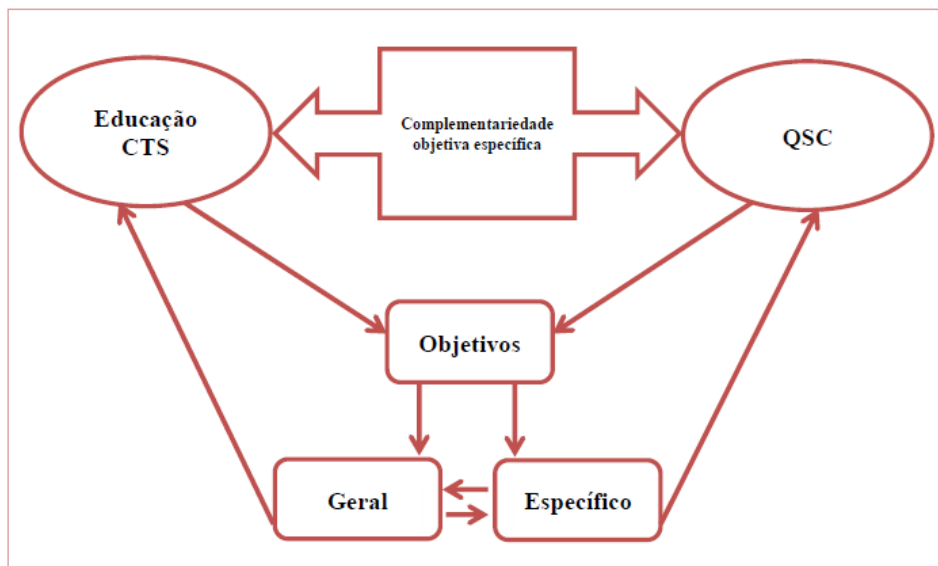 Educação
CTS
Complementariedade
objetiva específica
QSC
Objetivos
Geral
Específico